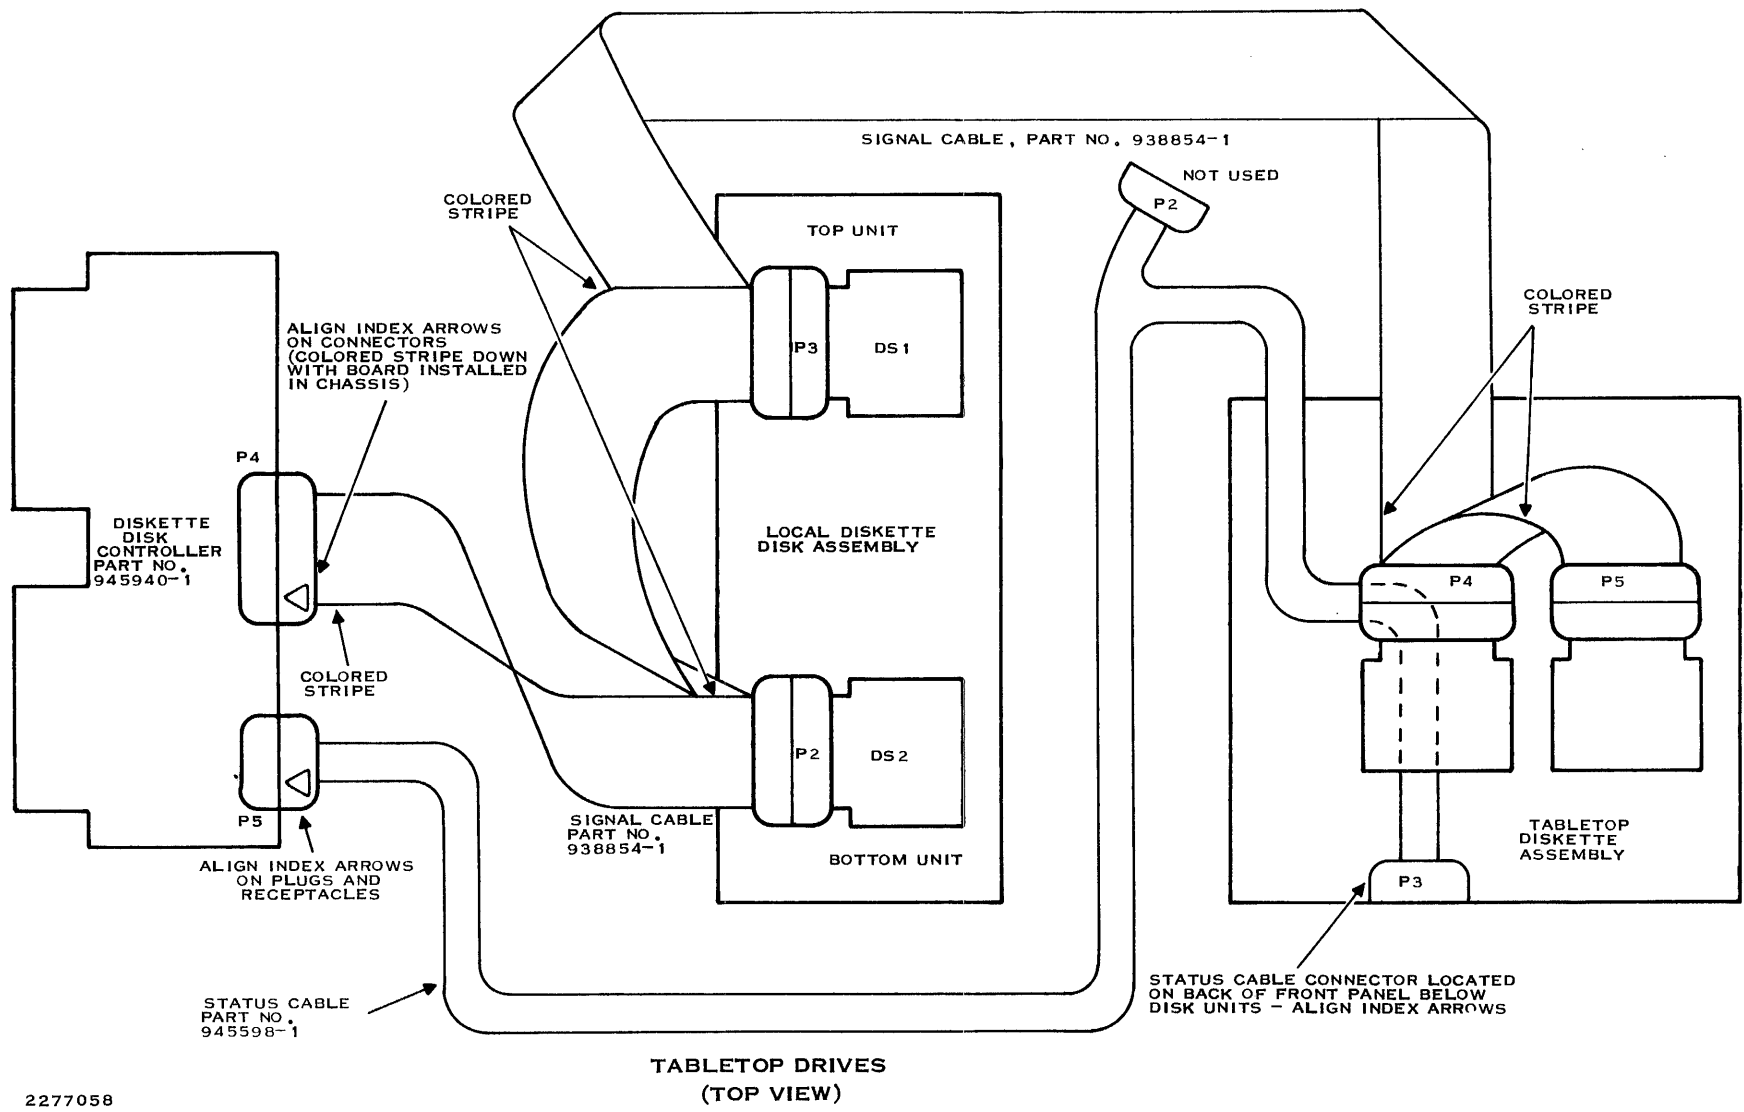 SIGNAL CABLE, PART NO. 938854-1
NOT USED
P2
COLORED
STRIPE
TOP UNIT
COLORED
STRIPE
ALIGN INDEX ARROWS
ON CONNECTORS
(COLORED STRIPE DOWN
WITH BOARD INSTALLED
IN CHASSIS)
P3
DS1
P4
DISKETTE
DISK
CONTROLLER
PART NO.
945940-1
LOCAL DISKETTE
DISK ASSEMBLY
P4
P5
COLORED
STRIPE
P2
DS2
P5
SIGNAL CABLE
PART NO.
938854-1
BOTTOM UNIT
TABLETOP
DISKETTE
ASSEMBLY
ALIGN INDEX ARROWS
ON PLUGS AND
RECEPTACLES
P3
STATUS CABLE CONNECTOR LOCATED
ON BACK OF FRONT PANEL BELOW
DISK UNITS - ALIGN INDEX ARROWS
STATUS CABLE
PART NO.
945598-1
TABLETOP DRIVES
(TOP VIEW)
2277058